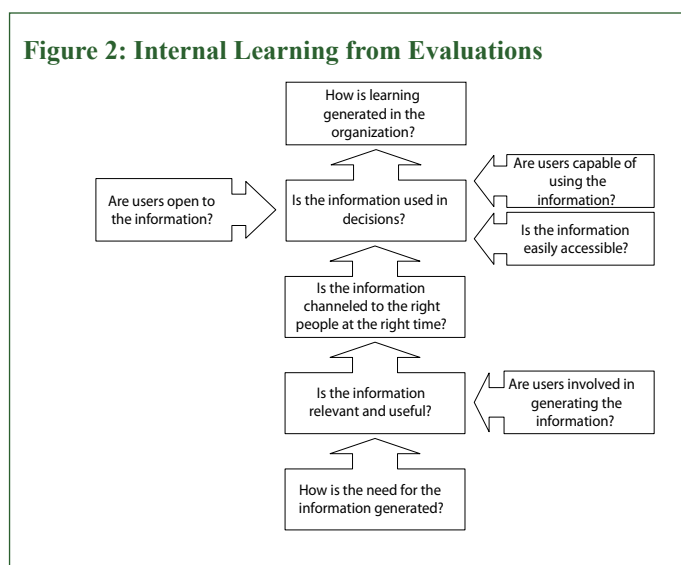 Figure 2: Internal Learning from Evaluations
How is learning
generated in the
organization?
Are users open to
the information?
Is the information used in
decisions?
Are users capable of
using the
information?
Is the information
easily accessible?
Is the information
channeled to the right
people at the right time?
Is the information
relevant and useful?
Are users involved in
generating the
information?
How is the need for the
information generated?